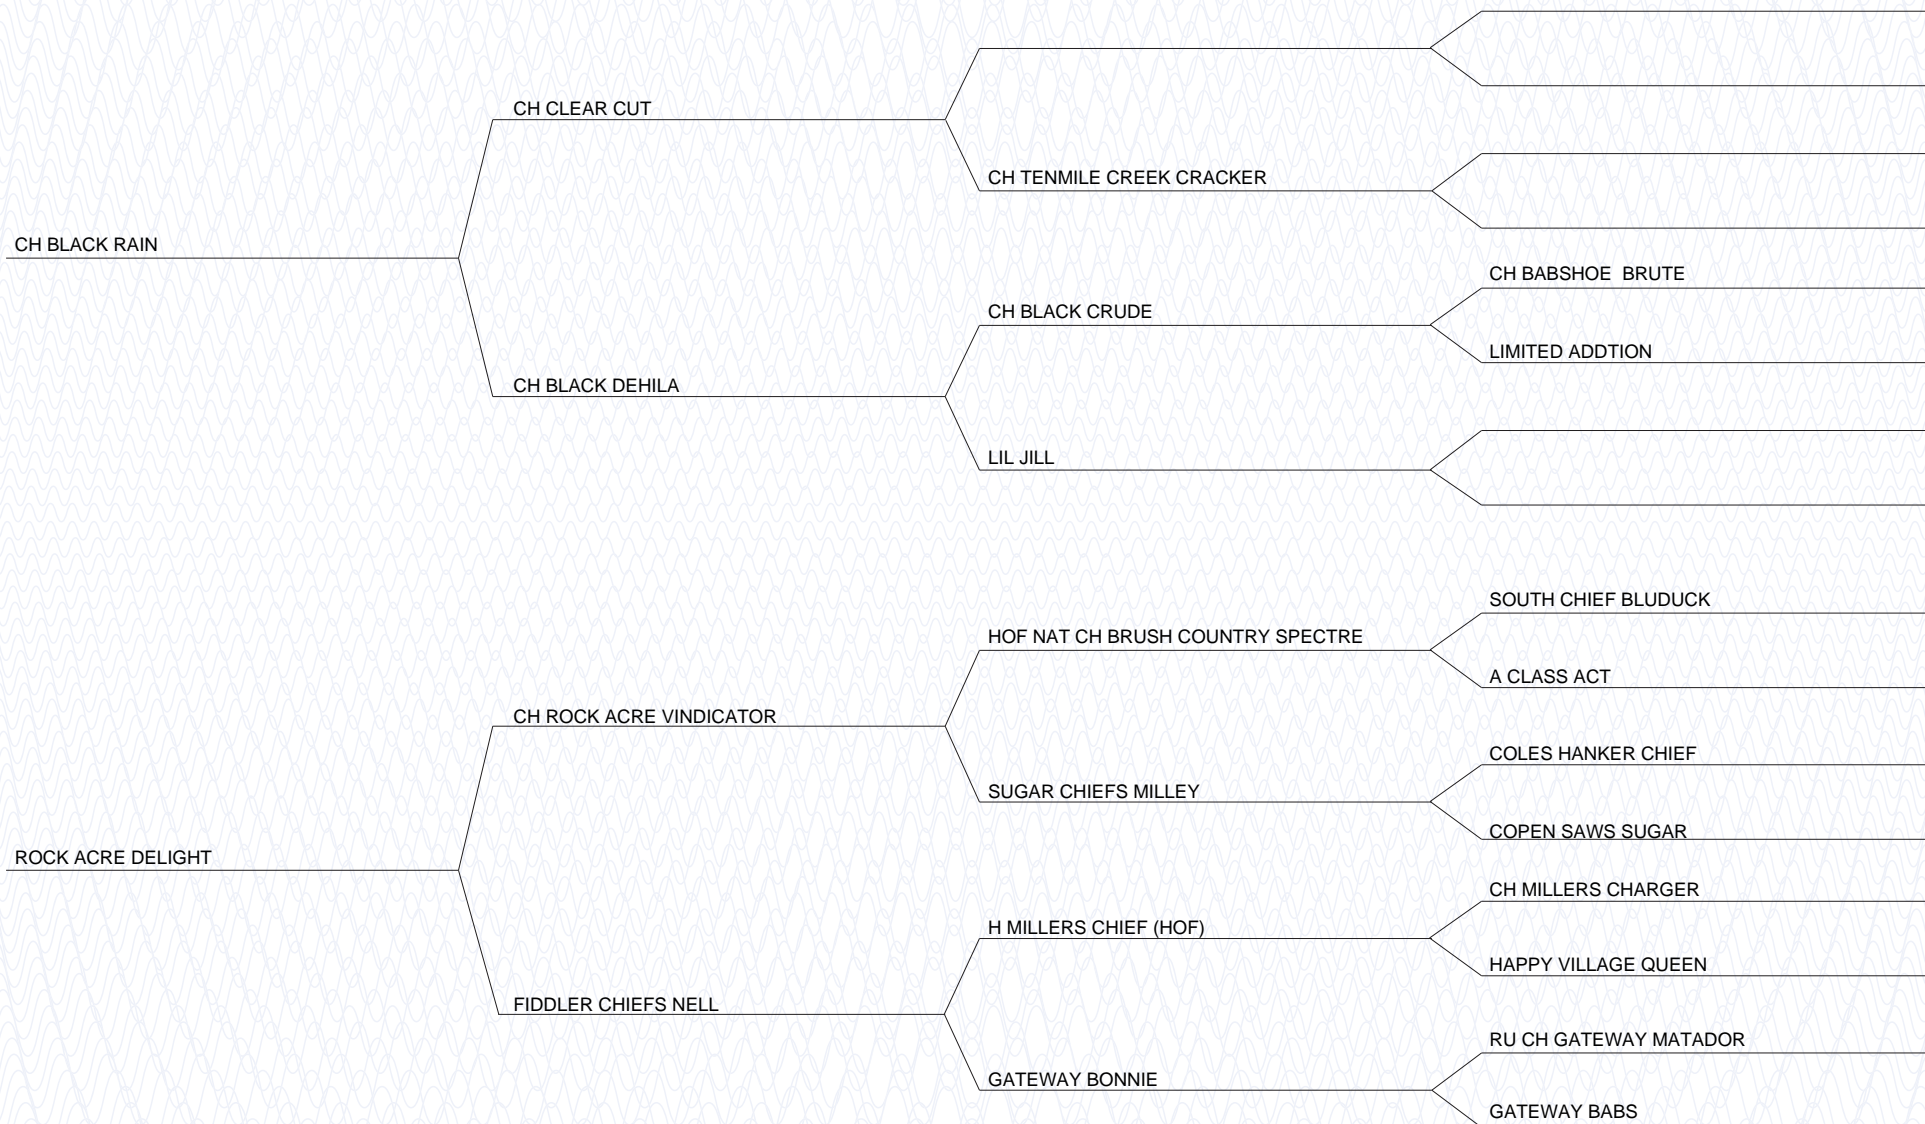 CH CLEAR CUT
CH TENMILE CREEK CRACKER
CH BLACK RAIN
CH BABSHOE  BRUTE
CH BLACK CRUDE
LIMITED ADDTION
CH BLACK DEHILA
LIL JILL
SOUTH CHIEF BLUDUCK
HOF NAT CH BRUSH COUNTRY SPECTRE
A CLASS ACT
CH ROCK ACRE VINDICATOR
COLES HANKER CHIEF
SUGAR CHIEFS MILLEY
COPEN SAWS SUGAR
ROCK ACRE DELIGHT
CH MILLERS CHARGER
H MILLERS CHIEF (HOF)
HAPPY VILLAGE QUEEN
FIDDLER CHIEFS NELL
RU CH GATEWAY MATADOR
GATEWAY BONNIE
GATEWAY BABS